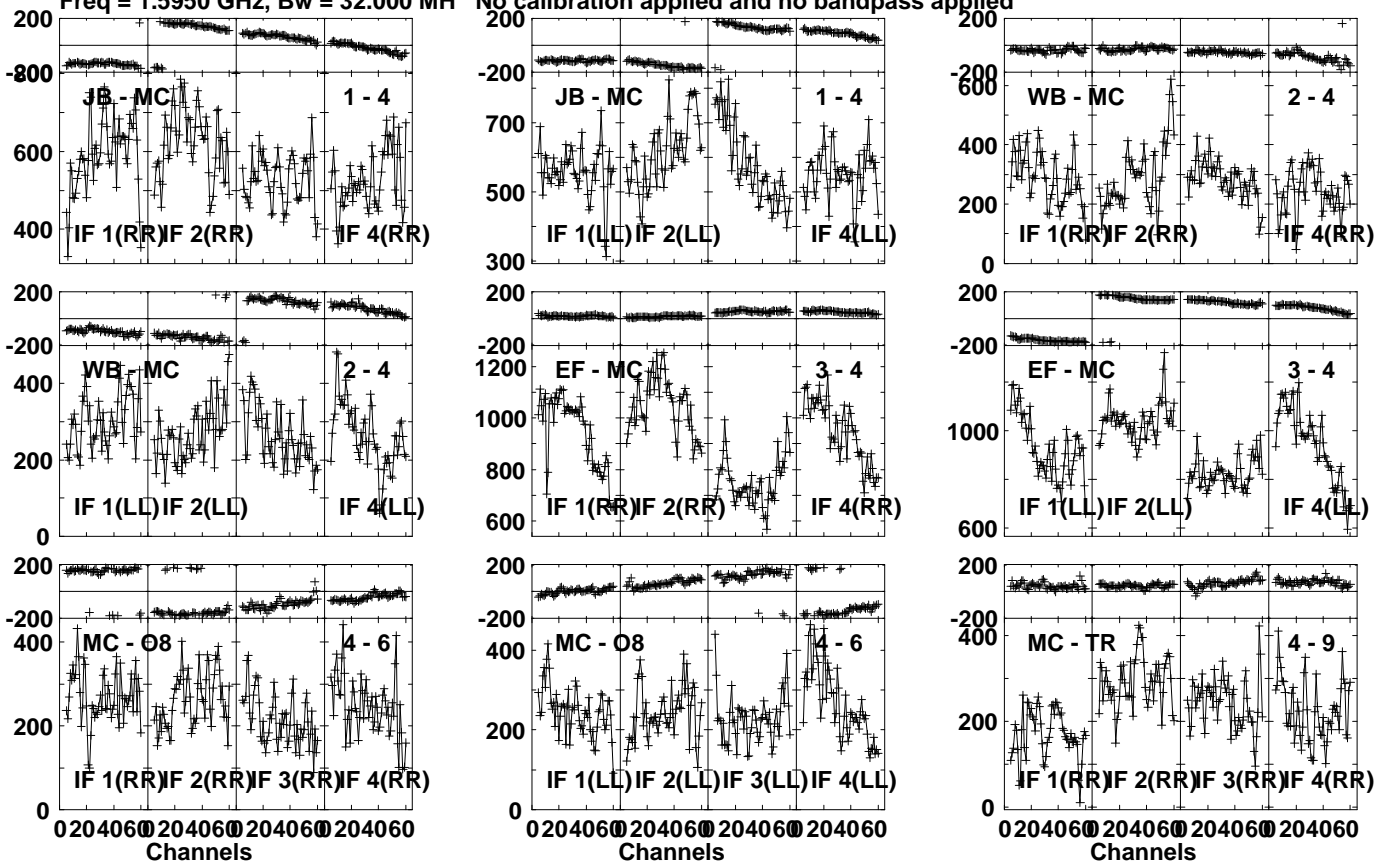 Freq = 1.5950 GHz, Bw = 32.000 MH No calibration applied and no bandpass applied
200 200 200
-200 -200
800 600
JB - MC 1 - 4 JB - MC 1 - 4 WB - MC 2 - 4
700
600 400
500
400 200
IF 1(RR) IF 2(RR) IF 4(RR) IF 1(LL) IF 2(LL) IF 4(LL) IF 1(RR) IF 2(RR) IF 4(RR)
300 0
200 200 200
-200 -200 -200
WB - MC 2 - 4 EF - MC 3 - 4 EF - MC 3 - 4
400 1200
1000 1000
200 800
IF 1(LL) IF 2(LL) IF 4(LL) IF 1(RR) IF 2(RR) IF 4(RR) IF 1(LL) IF 2(LL) IF 4(LL)
0 600 600
200 200 200
-200 -200 -200
MC - O8 4 - 6 MC - O8 4 - 6 MC - TR 4 - 9
400 400 400
200 200 200
IF 1(RR) IF 2(RR) IF 3(RR) IF 4(RR) IF 1(LL) IF 2(LL) IF 3(LL) IF 4(LL) IF 1(RR) IF 2(RR) IF 3(RR) IF 4(RR)
0 0 0
0 20 40 60 0 20 40 60 0 20 40 60
Channels Channels Channels